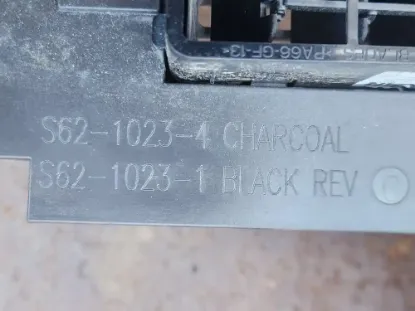 PA66-GF-13
S62-1023-4 CHARCOAL
S62-1023-1 BLACK REV